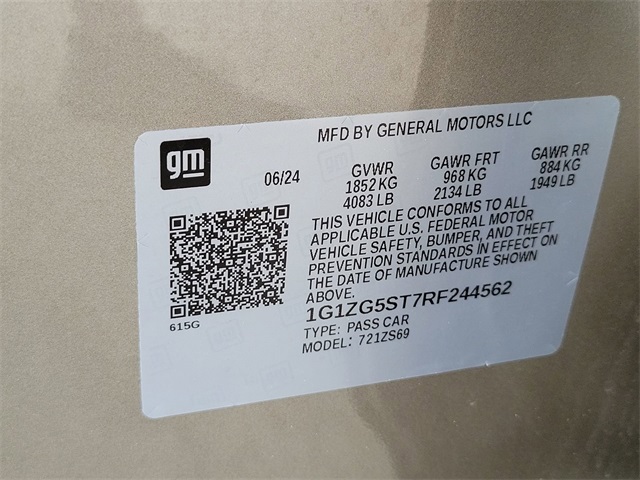 MFD BY GENERAL MOTORS LLC
gm
06/24
GVWR GAWR FRT GAWR RR
1852 KG 968 KG 884 KG
4083 LB 2134 LB 1949 LB
THIS VEHICLE CONFORMS TO ALL
APPLICABLE U.S. FEDERAL MOTOR
VEHICLE SAFETY, BUMPER, AND THEFT
PREVENTION STANDARDS IN EFFECT ON
THE DATE OF MANUFACTURE SHOWN
ABOVE.
615G
1G1ZG5ST7RF244562
TYPE: PASS CAR
MODEL: 721ZS69